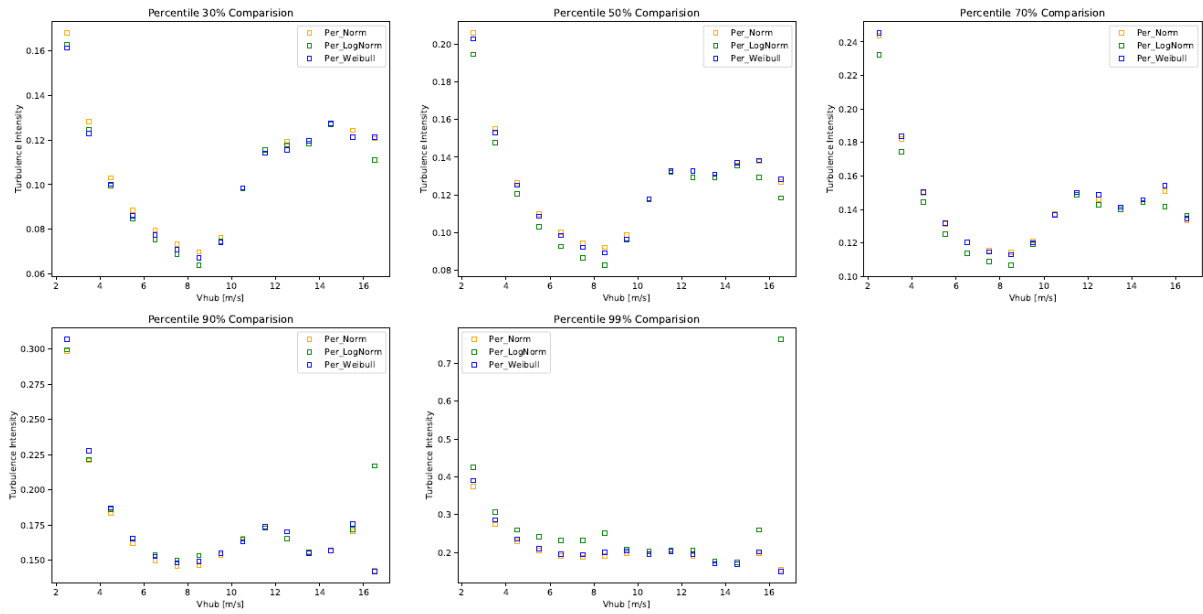 Percentile 30% Comparision
Per_Norm
Per_LogNorm
Per_Weibull
Turbulence Intensity
0.16
0.14
0.12
0.10
0.08
0.06
2 4 6 8 10 12 14 16
Vhub [m/s]
Percentile 50% Comparision
Per_Norm
Per_LogNorm
Per_Weibull
Turbulence Intensity
0.20
0.18
0.16
0.14
0.12
0.10
0.08
2 4 6 8 10 12 14 16
Vhub [m/s]
Percentile 70% Comparision
Per_Norm
Per_LogNorm
Per_Weibull
Turbulence Intensity
0.24
0.22
0.20
0.18
0.16
0.14
0.12
0.10
2 4 6 8 10 12 14 16
Vhub [m/s]
Percentile 90% Comparision
Per_Norm
Per_LogNorm
Per_Weibull
Turbulence Intensity
0.300
0.275
0.250
0.225
0.200
0.175
0.150
2 4 6 8 10 12 14 16
Vhub [m/s]
Percentile 99% Comparision
Per_Norm
Per_LogNorm
Per_Weibull
Turbulence Intensity
0.7
0.6
0.5
0.4
0.3
0.2
2 4 6 8 10 12 14 16
Vhub [m/s]